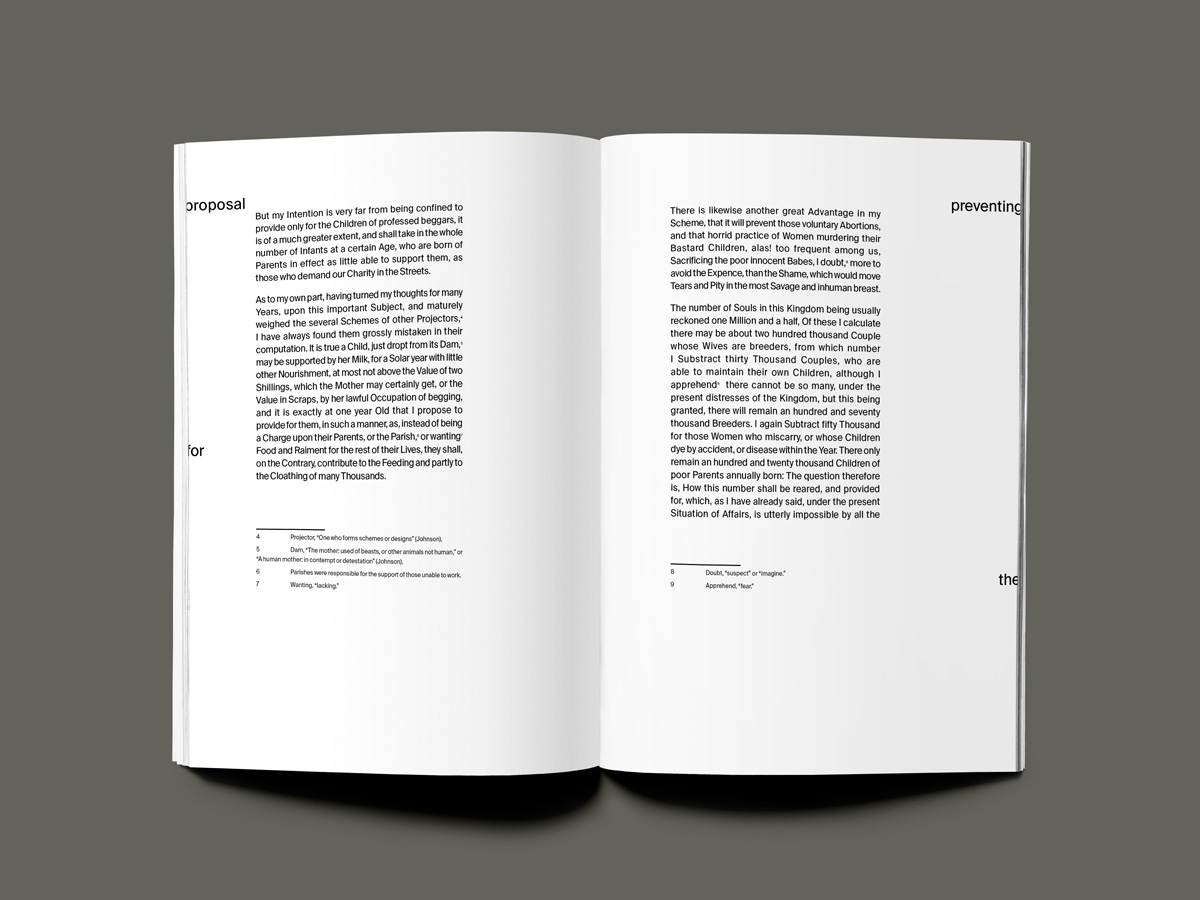 proposal
But my Intention is very far from being confined to
provide only for the Children of professed beggars, it
is of a much greater extent, and shall take in the whole
number of Infants at a certain Age, who are born of
Parents in effect as little able to support them, as
those who demand our Charity in the Streets.
As to my own part, having turned my thoughts for many
Years, upon this important Subject, and maturely
weighed the several Schemes of other Projectors,⁴
I have always found them grossly mistaken in their
computation. It is true a Child, just dropt from its Dam,⁵
may be supported by her Milk, for a Solar year with little
other Nourishment, at most not above the Value of two
Shillings, which the Mother may certainly get, or the
Value in Scraps, by her lawful Occupation of begging,
and it is exactly at one year Old that I propose to
provide for them, in such a manner, as, instead of being
a Charge upon their Parents, or the Parish,⁶ or wanting⁷
Food and Raiment for the rest of their Lives, they shall,
on the Contrary, contribute to the Feeding and partly to
the Cloathing of many Thousands.
for
4 Projector, “One who forms schemes or designs” (Johnson).
5 Dam, “The mother: used of beasts, or other animals not human,” or
“A human mother: in contempt or detestation” (Johnson).
6 Parishes were responsible for the support of those unable to work.
7 Wanting, “lacking.”
preventing
There is likewise another great Advantage in my
Scheme, that it will prevent those voluntary Abortions,
and that horrid practice of Women murdering their
Bastard Children, alas! too frequent among us,
Sacrificing the poor innocent Babes, I doubt,⁸ more to
avoid the Expence, than the Shame, which would move
Tears and Pity in the most Savage and inhuman breast.
The number of Souls in this Kingdom being usually
reckoned one Million and a half, Of these I calculate
there may be about two hundred thousand Couple
whose Wives are breeders, from which number
I Substract thirty Thousand Couples, who are
able to maintain their own Children, although I
apprehend⁹ there cannot be so many, under the
present distresses of the Kingdom, but this being
granted, there will remain an hundred and seventy
thousand Breeders. I again Subtract fifty Thousand
for those Women who miscarry, or whose Children
dye by accident, or disease within the Year. There only
remain an hundred and twenty thousand Children of
poor Parents annually born: The question therefore
is, How this number shall be reared, and provided
for, which, as I have already said, under the present
Situation of Affairs, is utterly impossible by all the
8 Doubt, “suspect” or “imagine.”
9 Apprehend, “fear.”
the